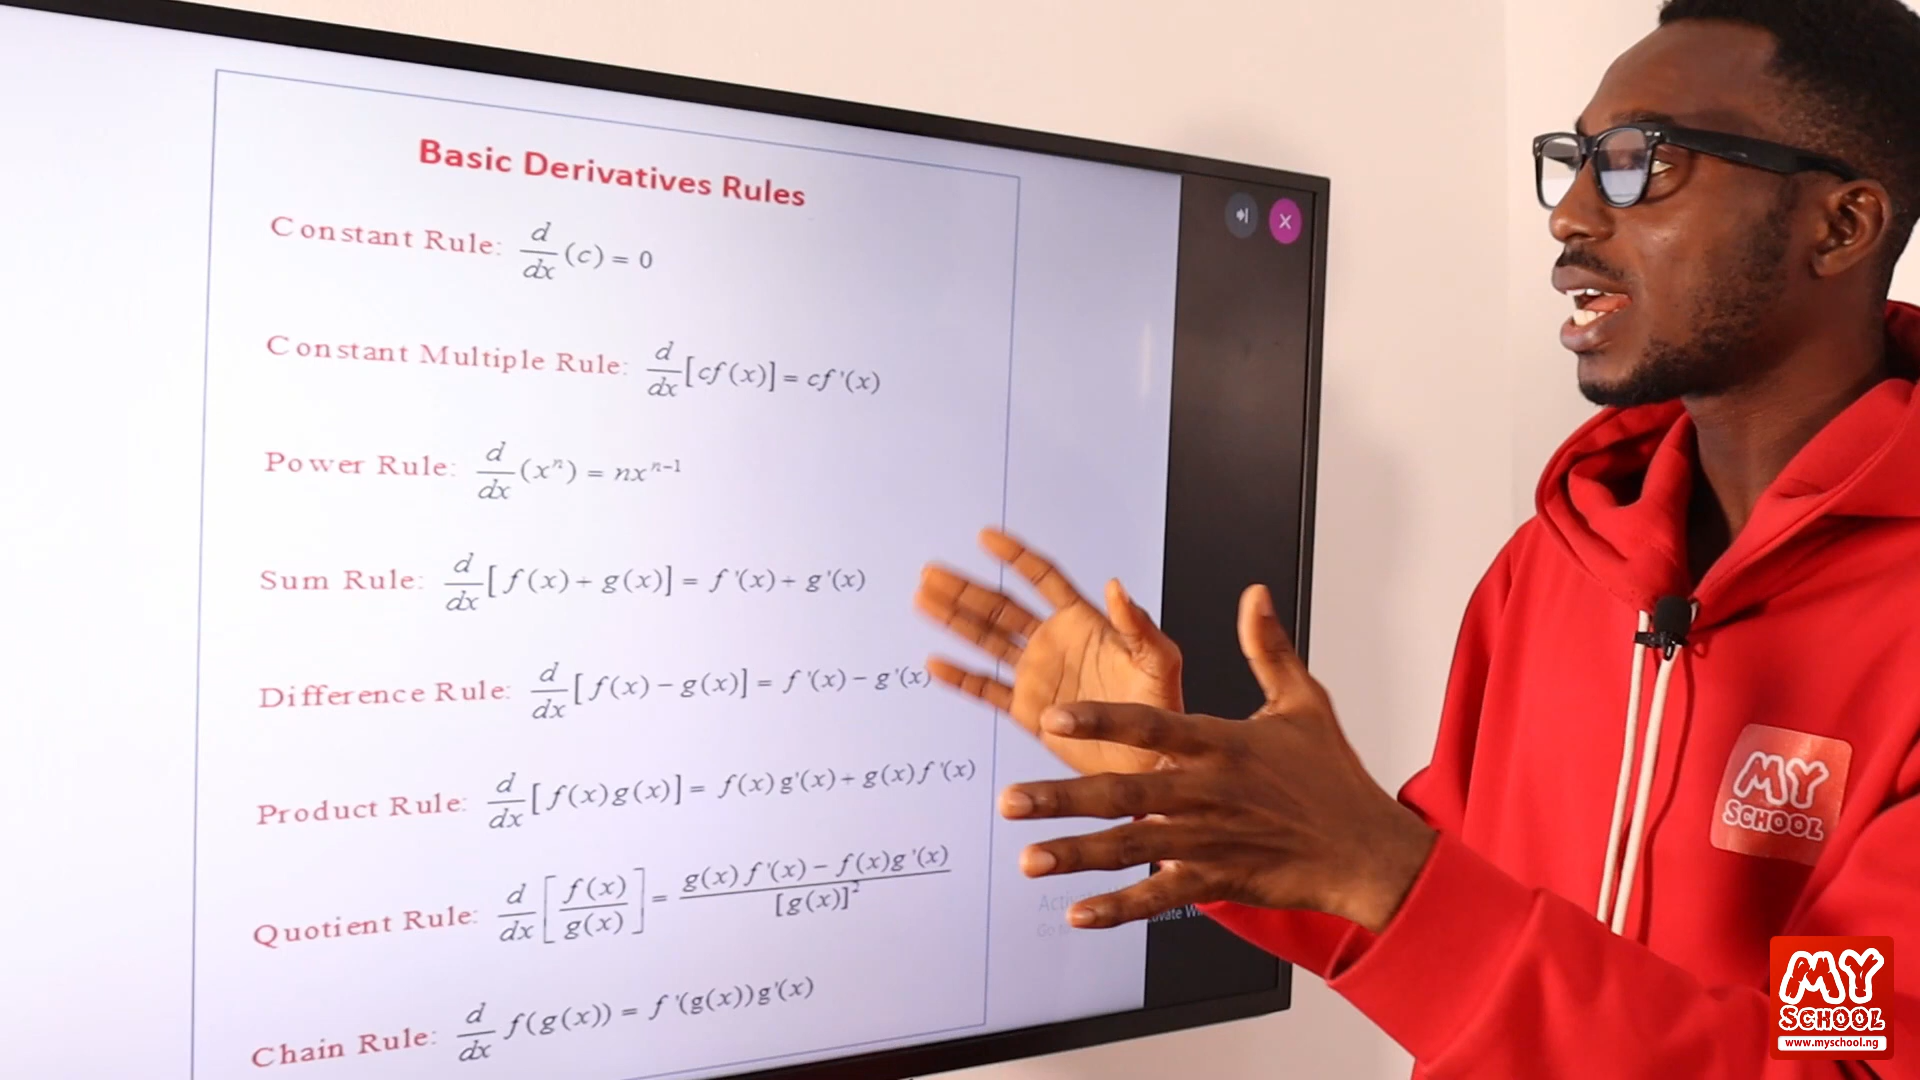 Basic Derivatives Rules
Constant Rule: d/dx (c) = 0
Constant Multiple Rule: d/dx [cf(x)] = cf'(x)
Power Rule: d/dx (xⁿ) = nxⁿ⁻¹
Sum Rule: d/dx [f(x) + g(x)] = f'(x) + g'(x)
Difference Rule: d/dx [f(x) − g(x)] = f'(x) − g'(x)
Product Rule: d/dx [f(x)g(x)] = f(x)g'(x) + g(x)f'(x)
Quotient Rule: d/dx [f(x)/g(x)] = g(x)f'(x) − f(x)g'(x) / [g(x)]²
Chain Rule: d/dx f(g(x)) = f'(g(x))g'(x)
MY
SCHOOL
MY
SCHOOL
www.myschool.ng